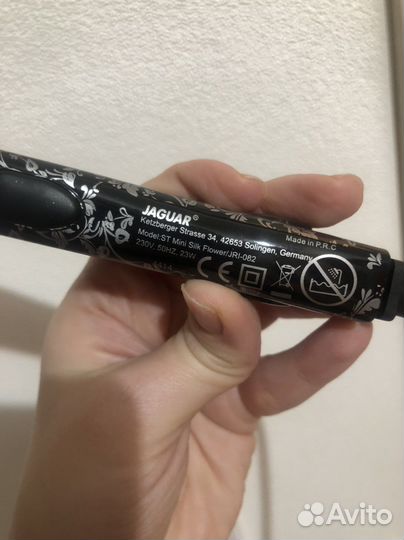 JAGUAR®
Ketzberger Strasse 34, 42653 Solingen, Germany
Model:ST Mini Silk Flower/JRI-082
230V, 50HZ, 23W
Made in P.R.C
CE
Avito